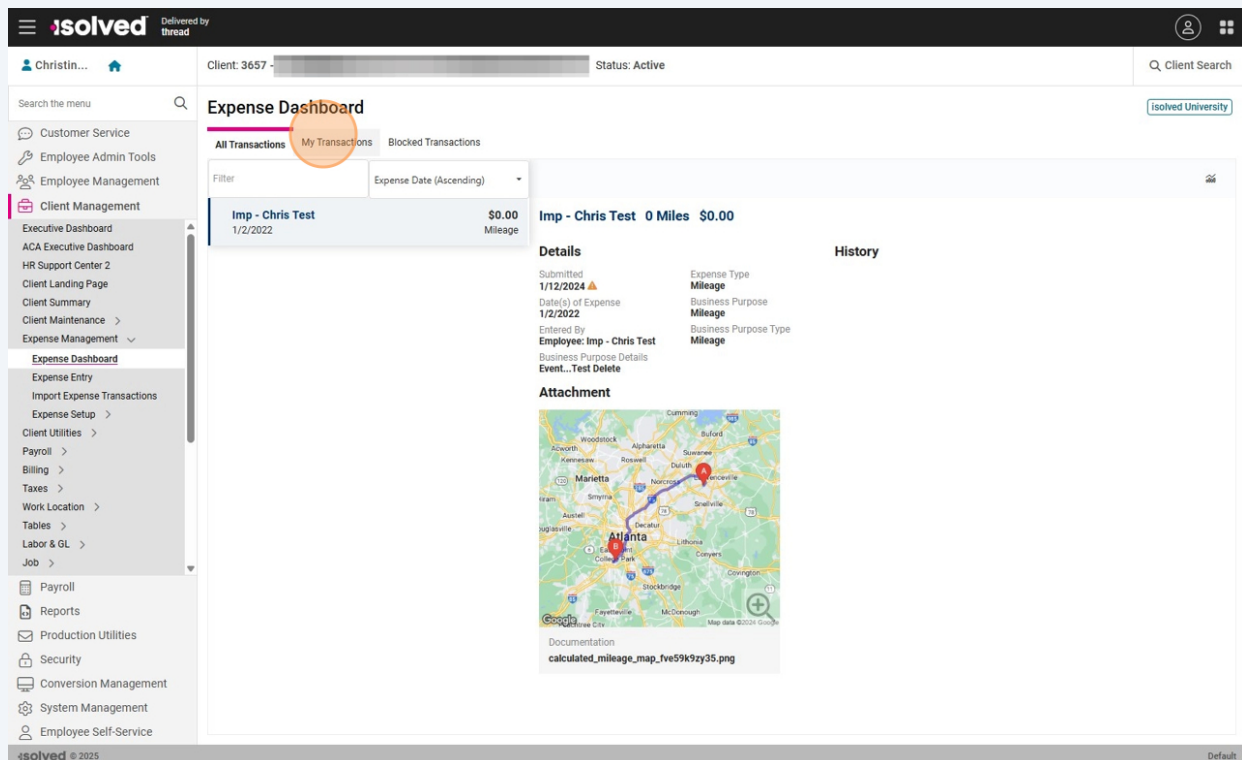 isolved Delivered by thread
Christin...
Client: 3657 - Status: Active
Client Search
Search the menu
Customer Service
Employee Admin Tools
Employee Management
Client Management
Executive Dashboard
ACA Executive Dashboard
HR Support Center 2
Client Landing Page
Client Summary
Client Maintenance >
Expense Management
Expense Dashboard
Expense Entry
Import Expense Transactions
Expense Setup >
Client Utilities >
Payroll >
Billing >
Taxes >
Work Location >
Tables >
Labor & GL >
Job >
Payroll
Reports
Production Utilities
Security
Conversion Management
System Management
Employee Self-Service
Expense Dashboard
isolved University
All Transactions My Transactions Blocked Transactions
Filter Expense Date (Ascending)
Imp - Chris Test $0.00
1/2/2022 Mileage
Imp - Chris Test 0 Miles $0.00
Details
Submitted
1/12/2024
Date(s) of Expense
1/2/2022
Entered By
Employee: Imp - Chris Test
Business Purpose Details
Event...Test Delete
Expense Type
Mileage
Business Purpose
Mileage
Business Purpose Type
Mileage
History
Attachment
Cumming
Woodstock
Buford
Acworth
Alpharetta
Suwanee
Kennesaw
Roswell
Duluth
A
Marietta
Norcross
Smyrna
Snellville
78
78
Austell
Decatur
Atlanta
Lithonia
B
College Park
Conyers
Covington
Stockbridge
Fayetteville
McDonough
Google
Map data ©2024 Google
Documentation
calculated_mileage_map_fve59k9zy35.png
isolved © 2025
Default